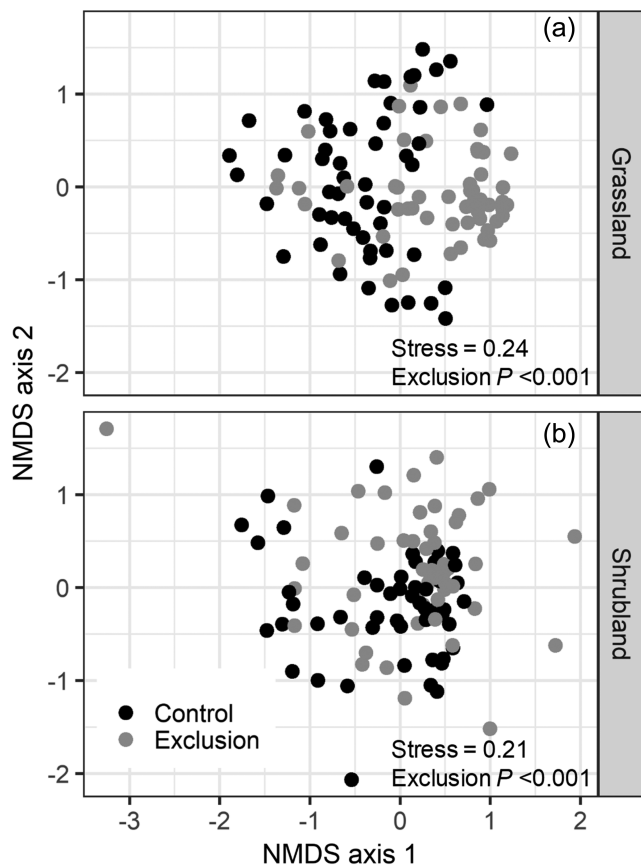 (a)
1
0
-1
-2
Grassland
Stress = 0.24
Exclusion P <0.001
NMDS axis 2
(b)
1
0
-1
-2
Shrubland
Control
Exclusion
Stress = 0.21
Exclusion P <0.001
-3 -2 -1 0 1 2
NMDS axis 1